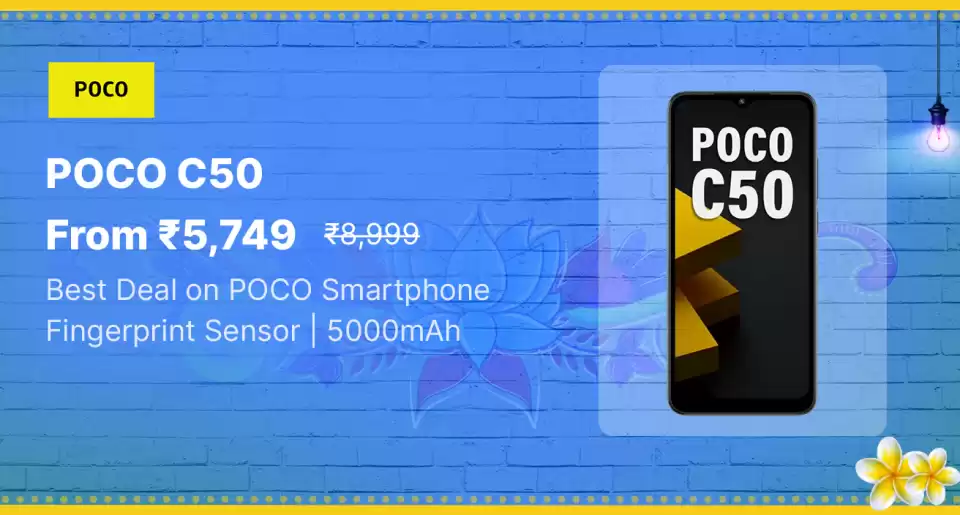 POCO
POCO C50
From ₹5,749 ₹8,999
Best Deal on POCO Smartphone
Fingerprint Sensor | 5000mAh
POCO
C50